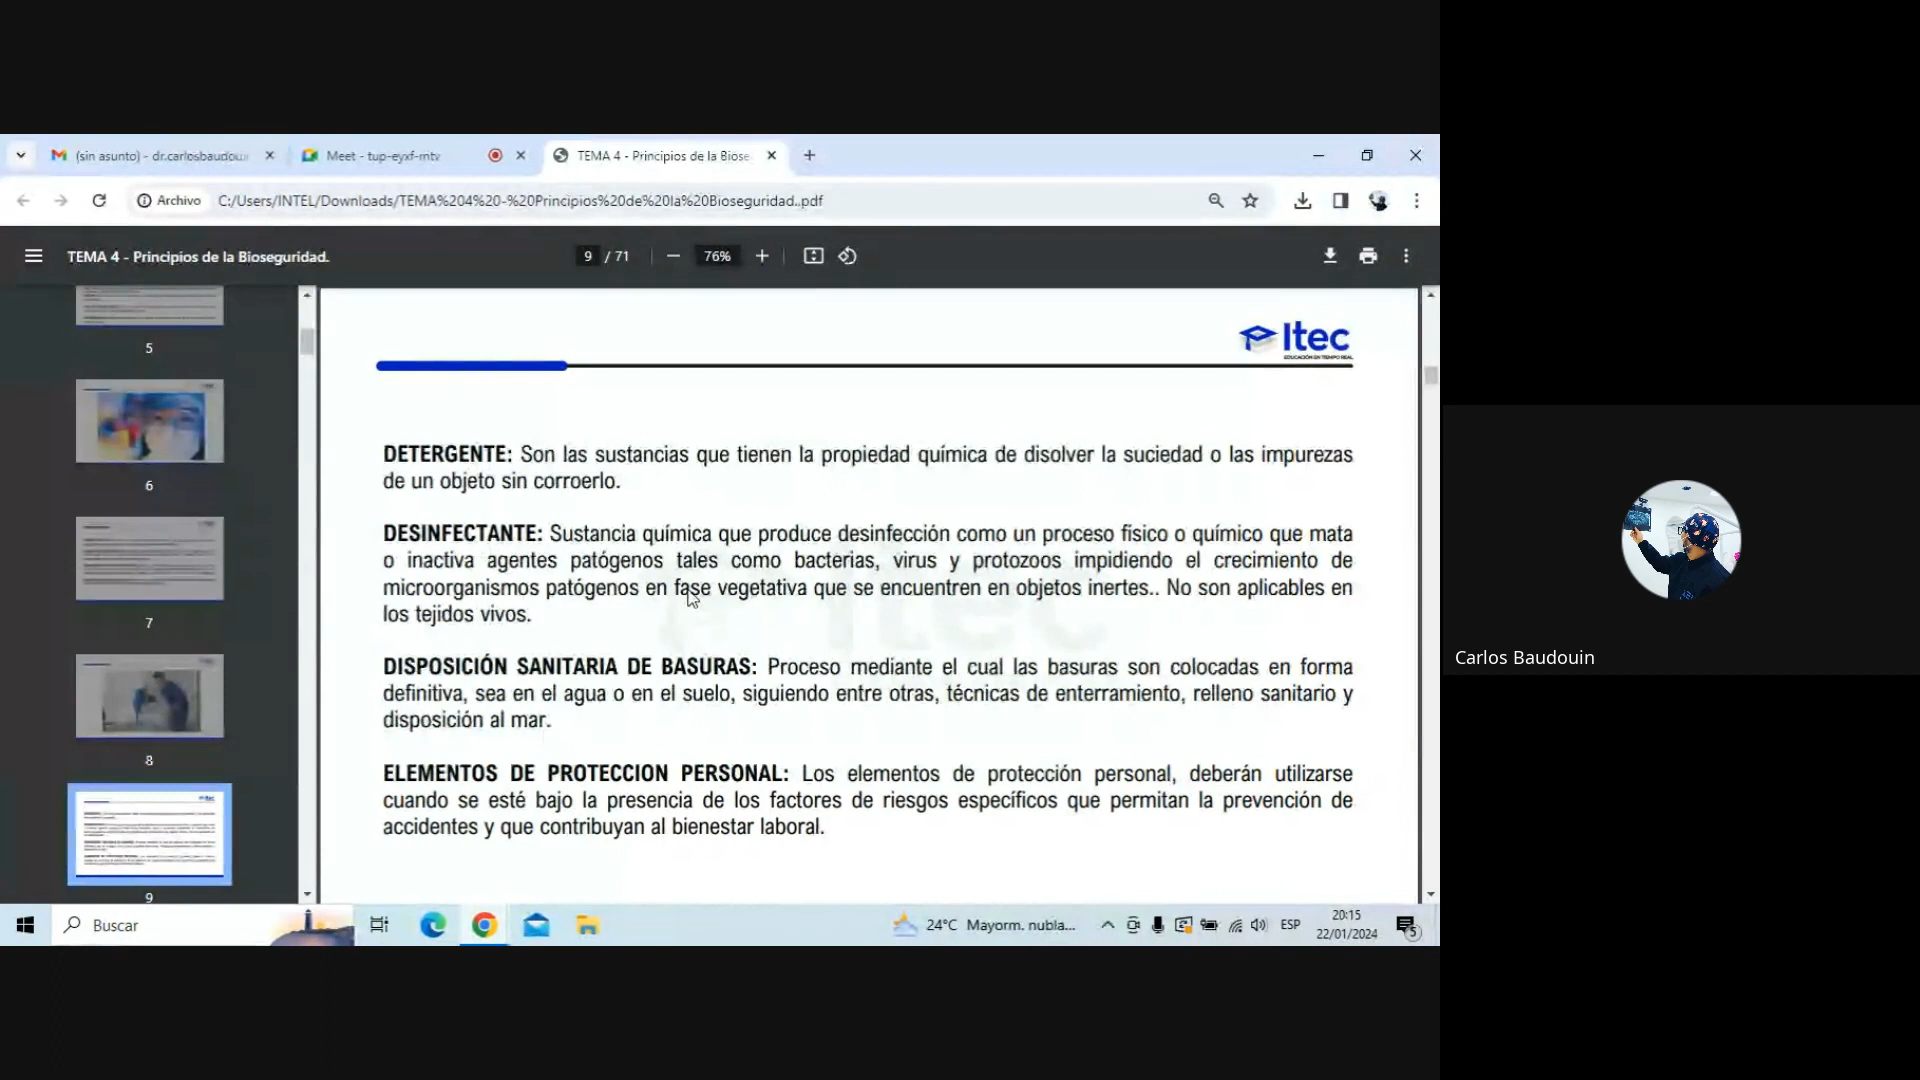 (sin asunto) - dr.carlosbaudou
Meet - tup-eyxf-mtv
TEMA 4 - Principios de la Biose
Archivo
C:/Users/INTEL/Downloads/TEMA%204%20-%20Principios%20de%20la%20Bioseguridad..pdf
TEMA 4 - Principios de la Bioseguridad.
9 / 71
76%
5
6
7
8
9
Itec
EDUCACIÓN EN TIEMPO REAL
DETERGENTE: Son las sustancias que tienen la propiedad química de disolver la suciedad o las impurezas
de un objeto sin corroerlo.
DESINFECTANTE: Sustancia química que produce desinfección como un proceso físico o químico que mata
o inactiva agentes patógenos tales como bacterias, virus y protozoos impidiendo el crecimiento de
microorganismos patógenos en fase vegetativa que se encuentren en objetos inertes.. No son aplicables en
los tejidos vivos.
DISPOSICIÓN SANITARIA DE BASURAS: Proceso mediante el cual las basuras son colocadas en forma
definitiva, sea en el agua o en el suelo, siguiendo entre otras, técnicas de enterramiento, relleno sanitario y
disposición al mar.
ELEMENTOS DE PROTECCION PERSONAL: Los elementos de protección personal, deberán utilizarse
cuando se esté bajo la presencia de los factores de riesgos específicos que permitan la prevención de
accidentes y que contribuyan al bienestar laboral.
Carlos Baudouin
Buscar
24°C Mayorm. nubla...
ESP
20:15
22/01/2024
5